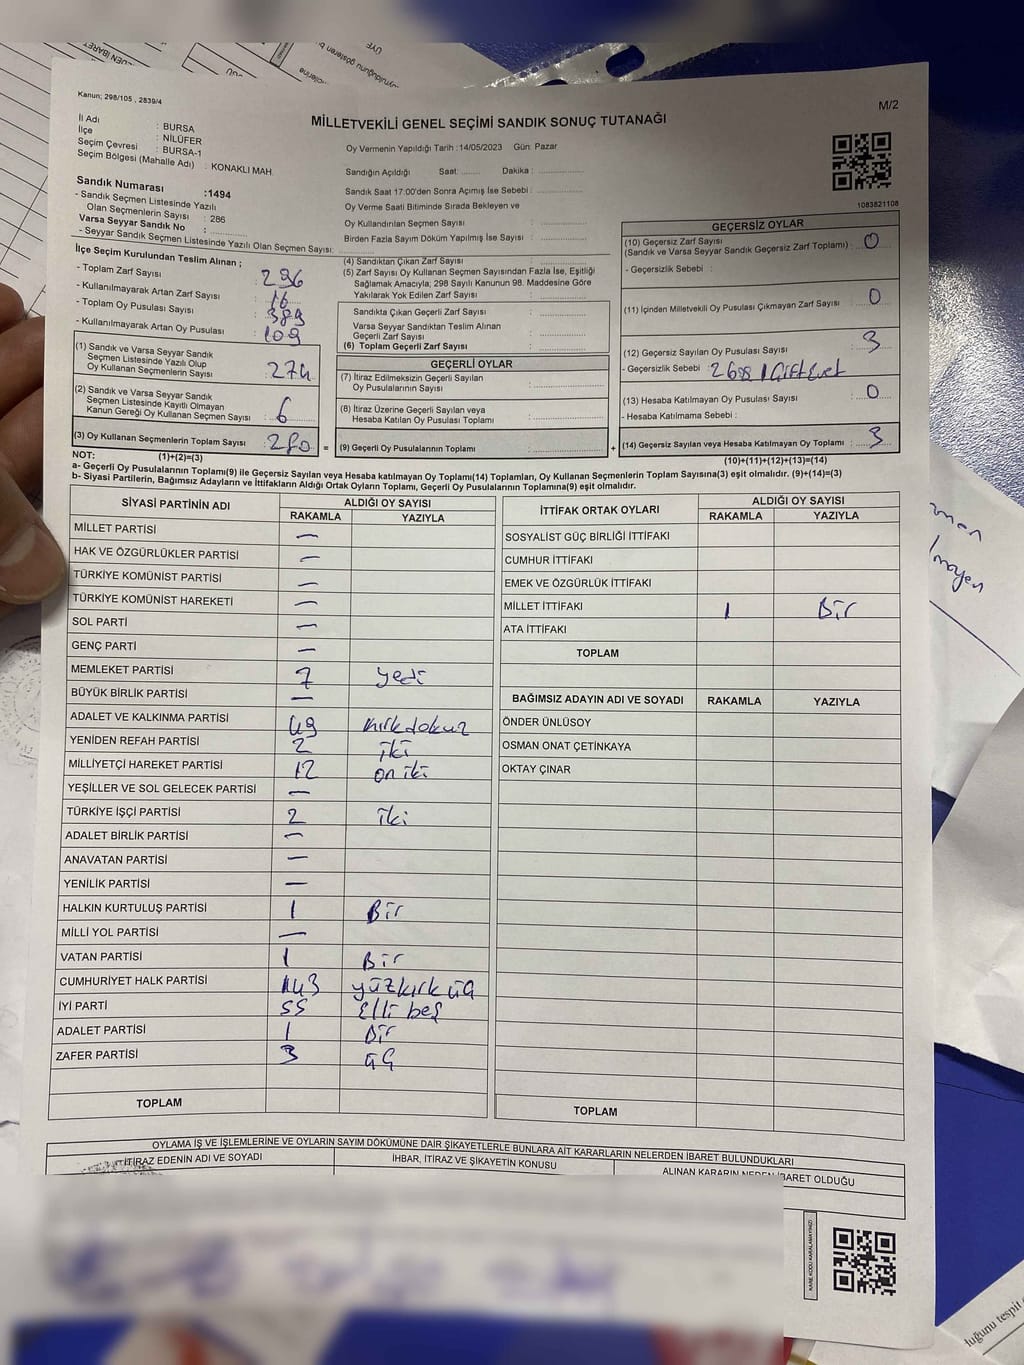 Kanun; 298/105 , 2839/4
M/2
MİLLETVEKİLİ GENEL SEÇİMİ SANDIK SONUÇ TUTANAĞI
İl Adı : BURSA
İlçe : NİLÜFER
Seçim Çevresi : BURSA-1
Seçim Bölgesi (Mahalle Adı) : KONAKLI MAH.
Sandık Numarası :1494
- Sandık Seçmen Listesinde Yazılı
Olan Seçmenlerin Sayısı : 286
Varsa Seyyar Sandık No :
- Seyyar Sandık Seçmen Listesinde Yazılı Olan Seçmen Sayısı:
Oy Vermenin Yapıldığı Tarih :14/05/2023 Gün: Pazar
Sandığın Açıldığı Saat: Dakika :
Sandık Saat 17:00'den Sonra Açımış İse Sebebi :
Oy Verme Saati Bitiminde Sırada Bekleyen ve
Oy Kullandırılan Seçmen Sayısı :
Birden Fazla Sayım Döküm Yapılmış İse Sayısı :
1083821108
İlçe Seçim Kurulundan Teslim Alınan ;
- Toplam Zarf Sayısı : 296
- Kullanılmayarak Artan Zarf Sayısı : 16
- Toplam Oy Pusulası Sayısı : 389
- Kullanılmayarak Artan Oy Pusulası : 109
(1) Sandık ve Varsa Seyyar Sandık
Seçmen Listesinde Yazılı Olup
Oy Kullanan Seçmenlerin Sayısı : 274
(2) Sandık ve Varsa Seyyar Sandık
Seçmen Listesinde Kayıtlı Olmayan
Kanun Gereği Oy Kullanan Seçmen Sayısı : 6
(3) Oy Kullanan Seçmenlerin Toplam Sayısı : 280 =
(4) Sandıktan Çıkan Zarf Sayısı :
(5) Zarf Sayısı Oy Kullanan Seçmen Sayısından Fazla İse, Eşitliği
Sağlamak Amacıyla; 298 Sayılı Kanunun 98. Maddesine Göre
Yakılarak Yok Edilen Zarf Sayısı :
Sandıkta Çıkan Geçerli Zarf Sayısı :
Varsa Seyyar Sandıktan Teslim Alınan
Geçerli Zarf Sayısı :
(6) Toplam Geçerli Zarf Sayısı :
GEÇERLİ OYLAR
(7) İtiraz Edilmeksizin Geçerli Sayılan
Oy Pusulalarının Sayısı :
(8) İtiraz Üzerine Geçerli Sayılan veya
Hesaba Katılan Oy Pusulası Toplamı :
(9) Geçerli Oy Pusulalarının Toplamı : +
GEÇERSİZ OYLAR
(10) Geçersiz Zarf Sayısı
(Sandık ve Varsa Seyyar Sandık Geçersiz Zarf Toplamı) : 0
- Geçersizlik Sebebi :
(11) İçinden Milletvekili Oy Pusulası Çıkmayan Zarf Sayısı : 0
(12) Geçersiz Sayılan Oy Pusulası Sayısı : 3
- Geçersizlik Sebebi :
(13) Hesaba Katılmayan Oy Pusulası Sayısı : 0
- Hesaba Katılmama Sebebi :
(14) Geçersiz Sayılan veya Hesaba Katılmayan Oy Toplamı : 3
NOT: (1)+(2)=(3) (10)+(11)+(12)+(13)=(14)
a- Geçerli Oy Pusulalarının Toplamı(9) ile Geçersiz Sayılan veya Hesaba katılmayan Oy Toplamı(14) Toplamları, Oy Kullanan Seçmenlerin Toplam Sayısına(3) eşit olmalıdır. (9)+(14)=(3)
b- Siyasi Partilerin, Bağımsız Adayların ve İttifakların Aldığı Ortak Oyların Toplamı, Geçerli Oy Pusulalarının Toplamına(9) eşit olmalıdır.
SİYASİ PARTİNİN ADI ALDIĞI OY SAYISI
RAKAMLA YAZIYLA
MİLLET PARTİSİ —
HAK VE ÖZGÜRLÜKLER PARTİSİ —
TÜRKİYE KOMÜNİST PARTİSİ —
TÜRKİYE KOMÜNİST HAREKETİ —
SOL PARTİ —
GENÇ PARTİ —
MEMLEKET PARTİSİ 7 yedi
BÜYÜK BİRLİK PARTİSİ —
ADALET VE KALKINMA PARTİSİ 49 kırkdokuz
YENİDEN REFAH PARTİSİ 2 iki
MİLLİYETÇİ HAREKET PARTİSİ 12 on iki
YEŞİLLER VE SOL GELECEK PARTİSİ —
TÜRKİYE İŞÇİ PARTİSİ 2 iki
ADALET BİRLİK PARTİSİ —
ANAVATAN PARTİSİ —
YENİLİK PARTİSİ —
HALKIN KURTULUŞ PARTİSİ 1 Bir
MİLLİ YOL PARTİSİ —
VATAN PARTİSİ 1 Bir
CUMHURİYET HALK PARTİSİ 143 yüzkırk üç
İYİ PARTİ 55 Elli beş
ADALET PARTİSİ 1 Bir
ZAFER PARTİSİ 3 üç
TOPLAM
İTTİFAK ORTAK OYLARI ALDIĞI OY SAYISI
RAKAMLA YAZIYLA
SOSYALİST GÜÇ BİRLİĞİ İTTİFAKI
CUMHUR İTTİFAKI
EMEK VE ÖZGÜRLÜK İTTİFAKI
MİLLET İTTİFAKI 1 Bir
ATA İTTİFAKI
TOPLAM
BAĞIMSIZ ADAYIN ADI VE SOYADI RAKAMLA YAZIYLA
ÖNDER ÜNLÜSOY
OSMAN ONAT ÇETİNKAYA
OKTAY ÇINAR
TOPLAM
OYLAMA İŞ VE İŞLEMLERİNE VE OYLARIN SAYIM DÖKÜMÜNE DAİR ŞİKAYETLERLE BUNLARA AİT KARARLARIN NELERDEN İBARET BULUNDUKLARI
İTİRAZ EDENİN ADI VE SOYADI İHBAR, İTİRAZ VE ŞİKAYETİN KONUSU ALINAN KARARIN NEDEN İBARET OLDUĞU
luğunu tespit